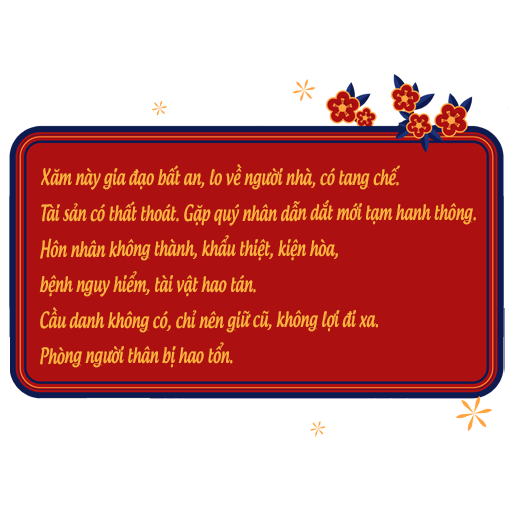 Xăm này gia đạo bất an, lo về người nhà, có tang chế.
Tài sản có thất thoát. Gặp quý nhân dẫn dắt mới tạm hanh thông.
Hôn nhân không thành, khẩu thiệt, kiện hòa,
bệnh nguy hiểm, tài vật hao tán.
Cầu danh không có, chỉ nên giữ cũ, không lợi đi xa.
Phòng người thân bị hao tổn.